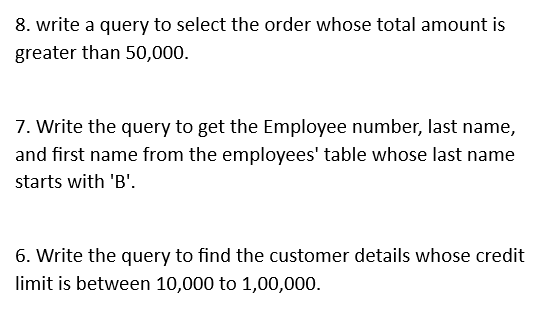 8. write a query to select the order whose total amount is
greater than 50,000.
7. Write the query to get the Employee number, last name,
and first name from the employees' table whose last name
starts with 'B'.
6. Write the query to find the customer details whose credit
limit is between 10,000 to 1,00,000.